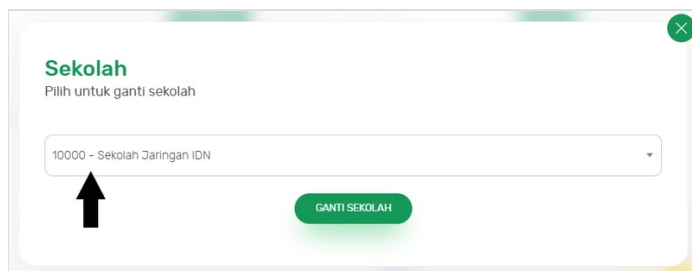 Sekolah
Pilih untuk ganti sekolah
10000 - Sekolah Jaringan IDN
GANTI SEKOLAH